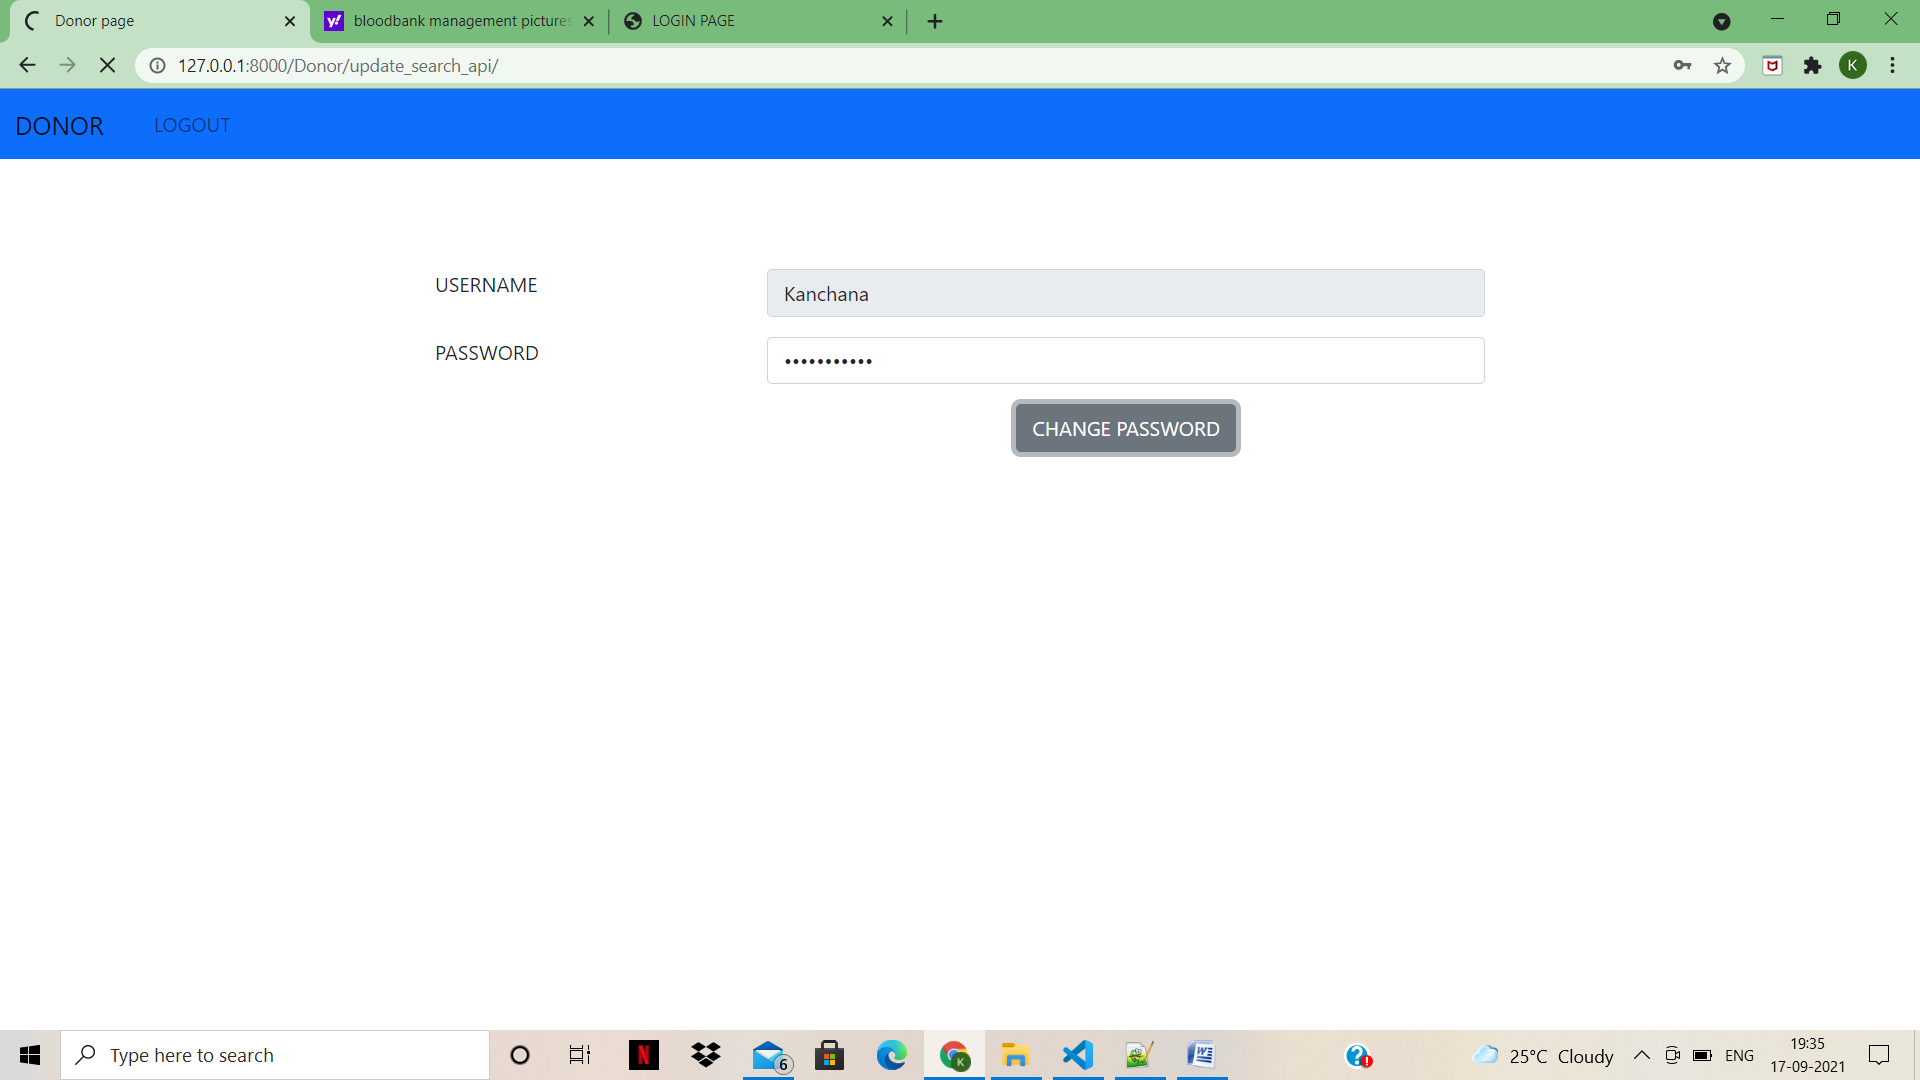 Donor page
bloodbank management pictures
LOGIN PAGE
127.0.0.1:8000/Donor/update_search_api/
K
DONOR LOGOUT
USERNAME Kanchana
PASSWORD •••••••••••
CHANGE PASSWORD
Type here to search
6
K
25°C Cloudy
ENG
19:35
17-09-2021